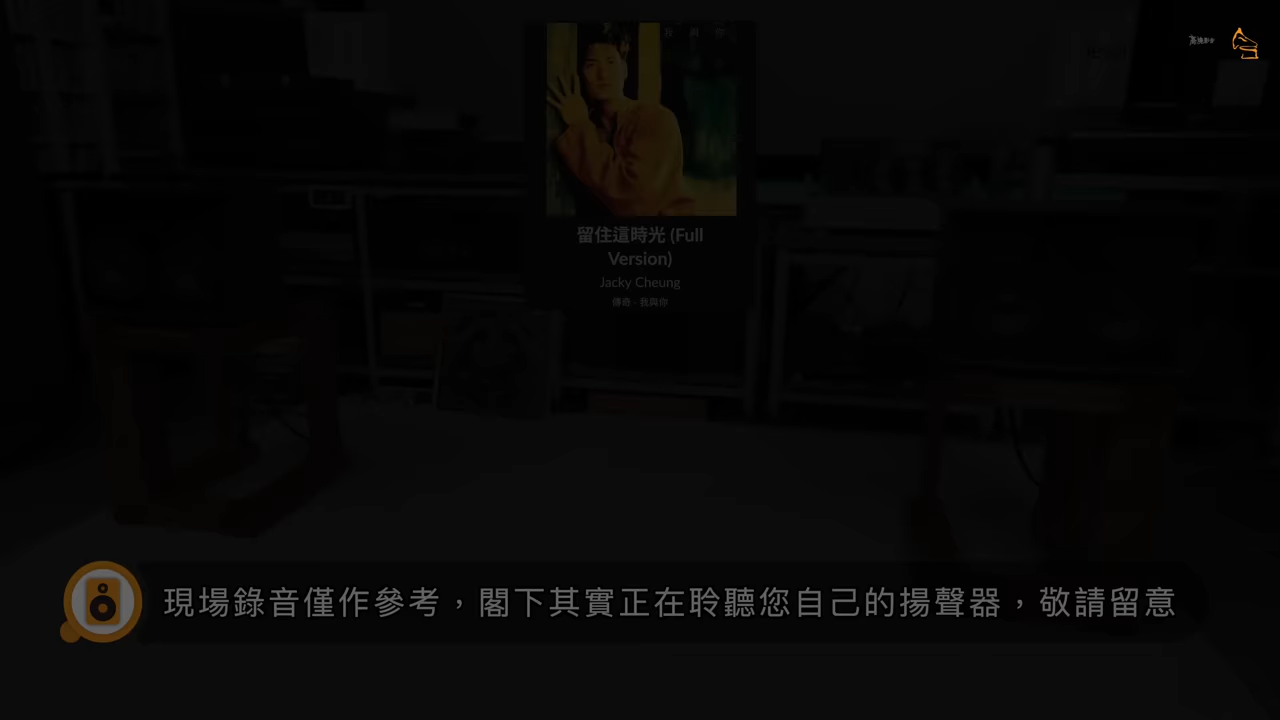 留住這時光 (Full
Version)
Jacky Cheung
傳奇 - 我與你
現場錄音僅作參考，閣下其實正在聆聽您自己的揚聲器，敬請留意